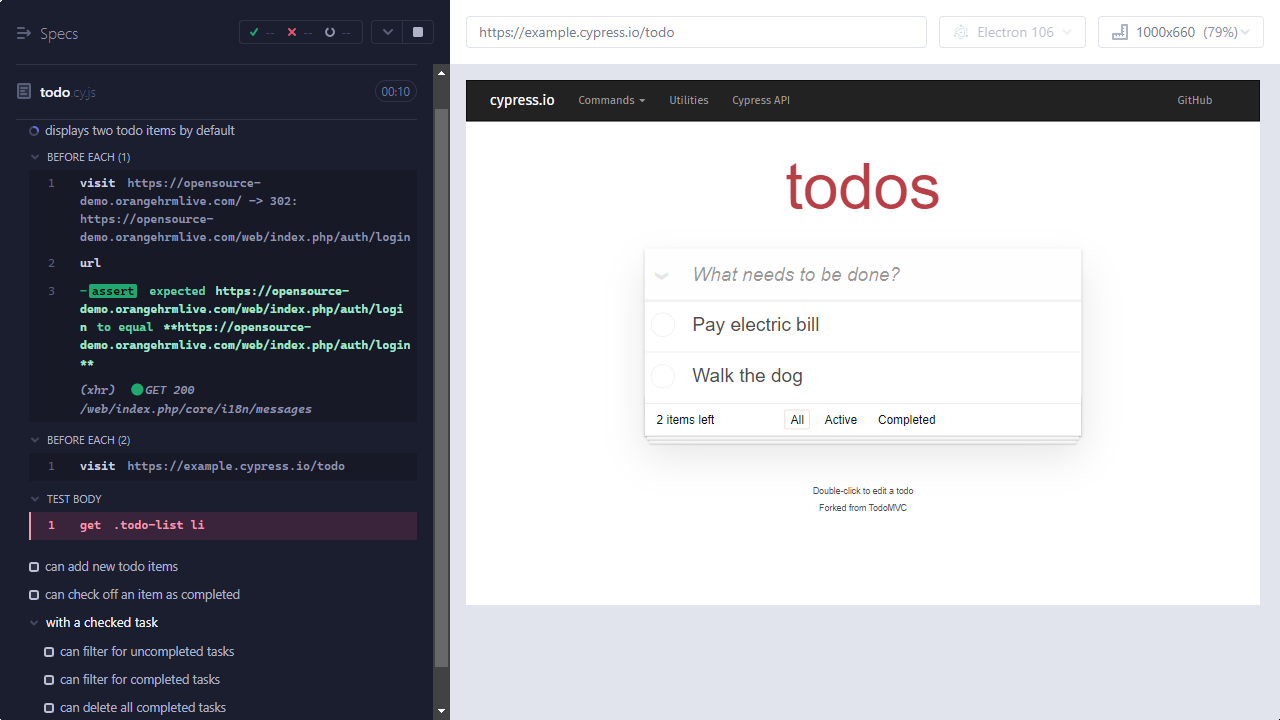 Specs
--
--
--
todo.cy.js
00:10
displays two todo items by default
BEFORE EACH (1)
1 visit https://opensource-
demo.orangehrmlive.com/ -> 302:
https://opensource-
demo.orangehrmlive.com/web/index.php/auth/login
2 url
3 -assert expected https://opensource-
demo.orangehrmlive.com/web/index.php/auth/logi
n to equal **https://opensource-
demo.orangehrmlive.com/web/index.php/auth/login
**
(xhr) GET 200
/web/index.php/core/i18n/messages
BEFORE EACH (2)
1 visit https://example.cypress.io/todo
TEST BODY
1 get .todo-list li
can add new todo items
can check off an item as completed
with a checked task
can filter for uncompleted tasks
can filter for completed tasks
can delete all completed tasks
https://example.cypress.io/todo
Electron 106
1000x660 (79%)
cypress.io
Commands
Utilities
Cypress API
GitHub
todos
What needs to be done?
Pay electric bill
Walk the dog
2 items left
All
Active
Completed
Double-click to edit a todo
Forked from TodoMVC